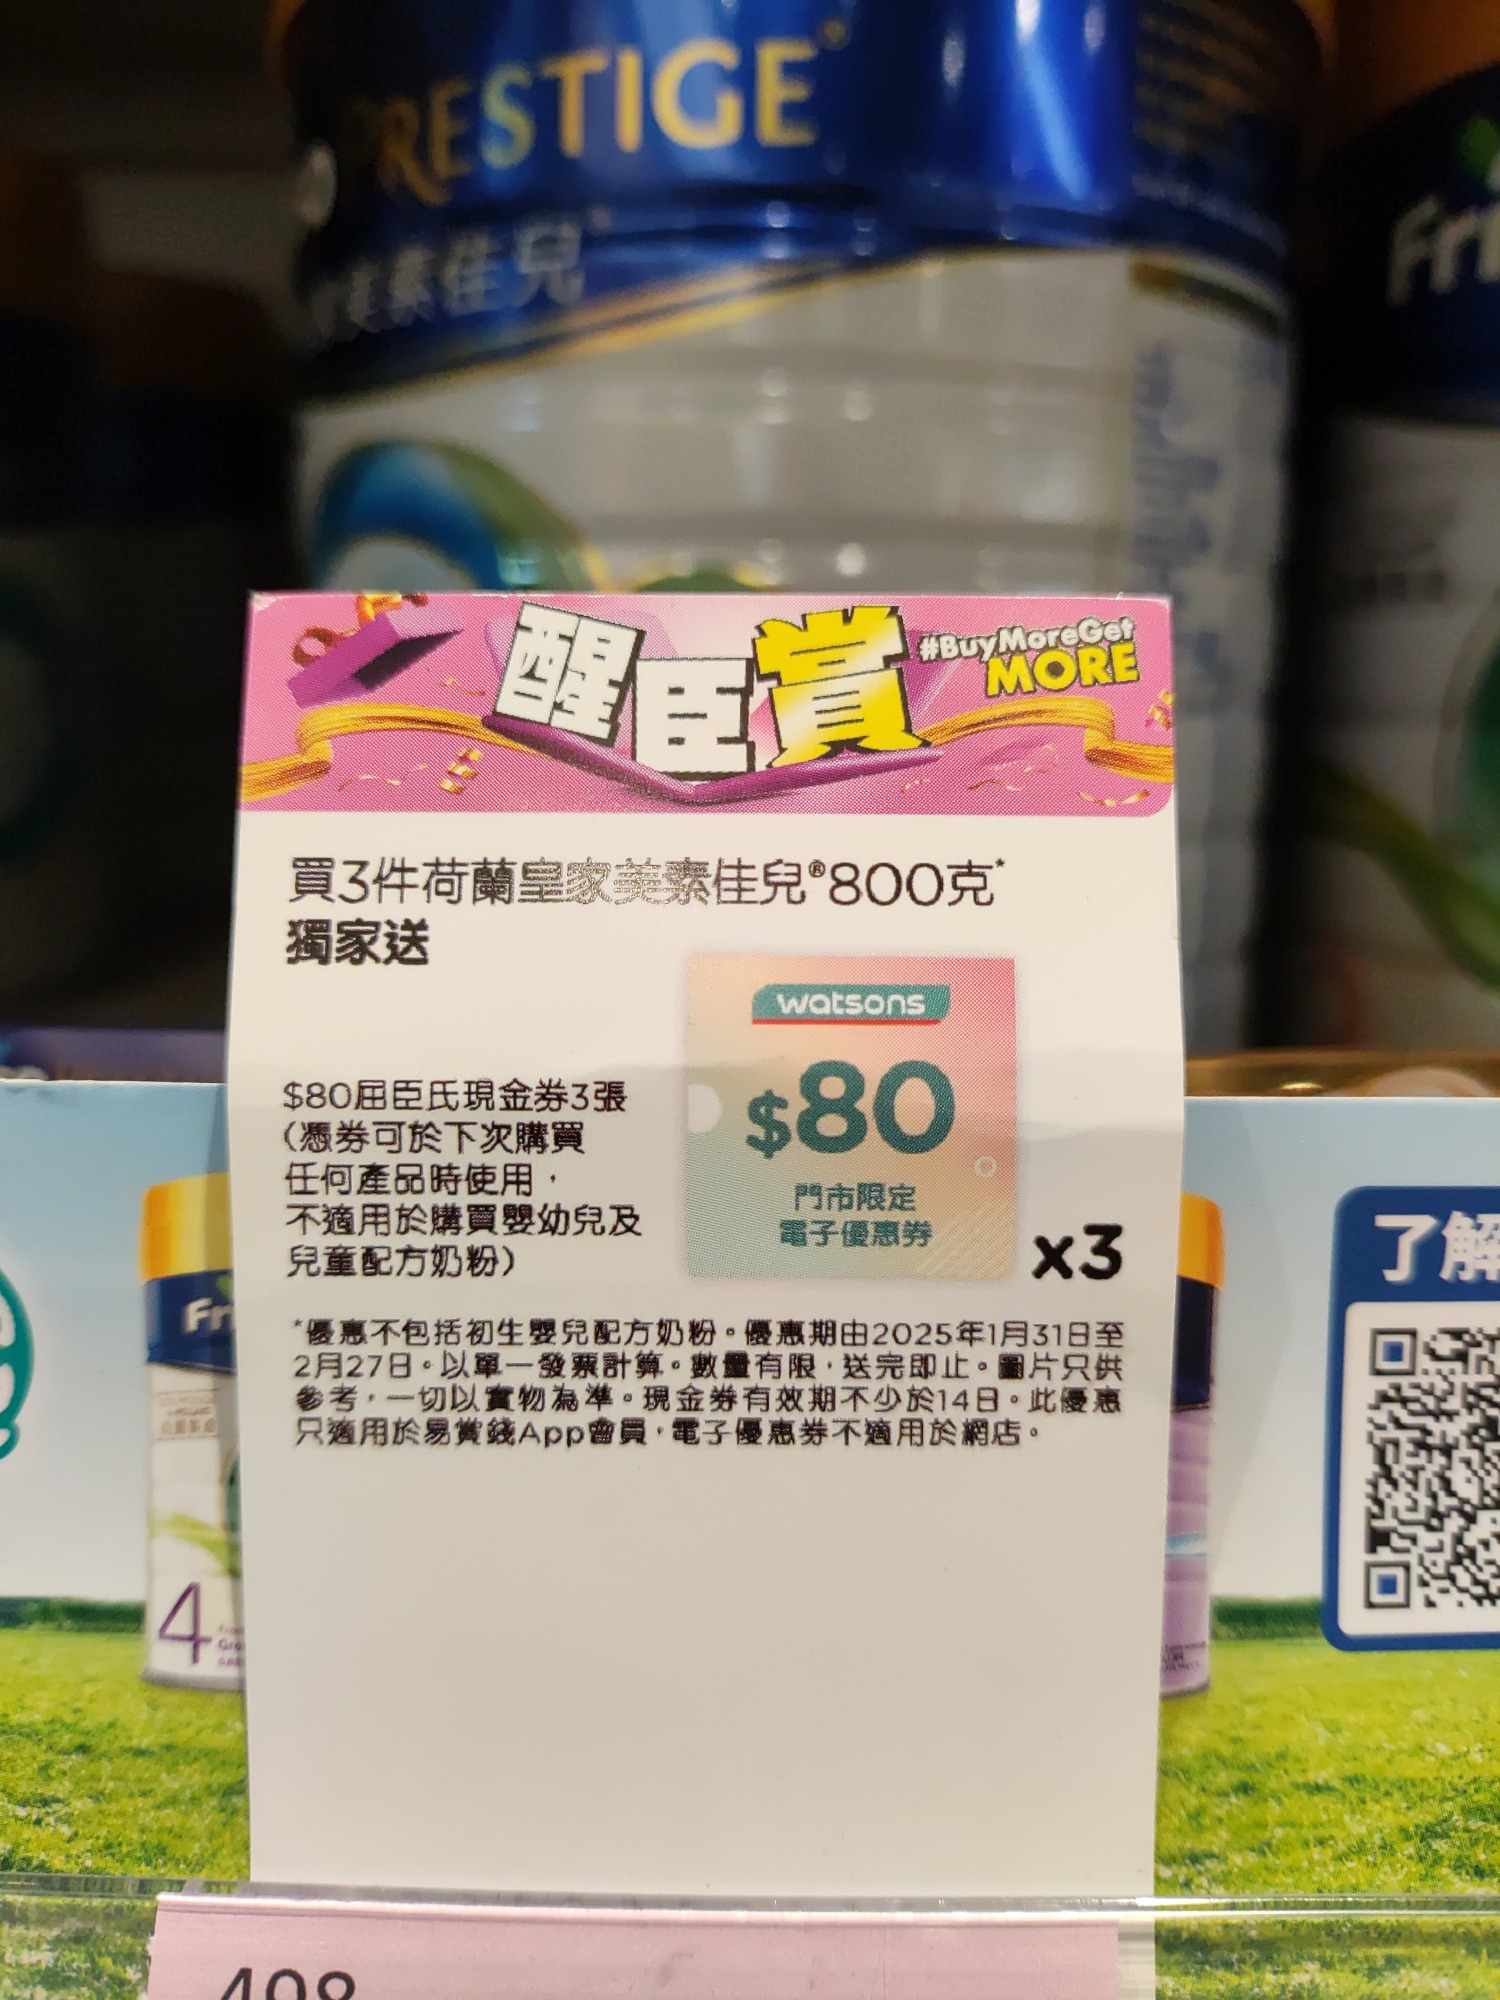 PRESTIGE
美素佳兒
醒臣賞
#BuyMoreGet
MORE
買3件荷蘭皇家美素佳兒®800克*
獨家送
watsons
$80
門市限定
電子優惠券
x3
$80屈臣氏現金券3張
(憑券可於下次購買
任何產品時使用,
不適用於購買嬰幼兒及
兒童配方奶粉)
*優惠不包括初生嬰兒配方奶粉。優惠期由2025年1月31日至
2月27日。以單一發票計算。數量有限,送完即止。圖片只供
參考,一切以實物為準。現金券有效期不少於14日。此優惠
只適用於易賞錢App會員,電子優惠券不適用於網店。
Fri
Fri
4
了解
498